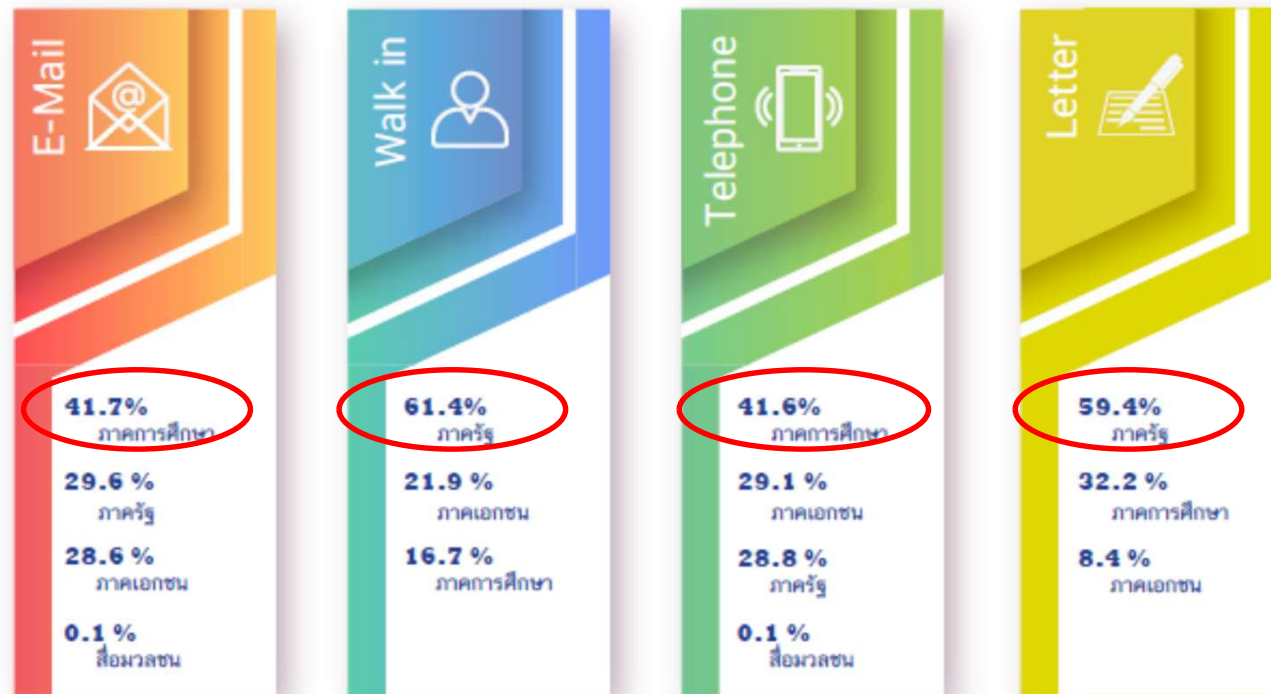 E-Mail
@
41.7%
ภาคการศึกษา
29.6 %
ภาครัฐ
28.6 %
ภาคเอกชน
0.1 %
สื่อมวลชน
Walk in
61.4%
ภาครัฐ
21.9 %
ภาคเอกชน
16.7 %
ภาคการศึกษา
Telephone
41.6%
ภาคการศึกษา
29.1 %
ภาคเอกชน
28.8 %
ภาครัฐ
0.1 %
สื่อมวลชน
Letter
59.4%
ภาครัฐ
32.2 %
ภาคการศึกษา
8.4 %
ภาคเอกชน